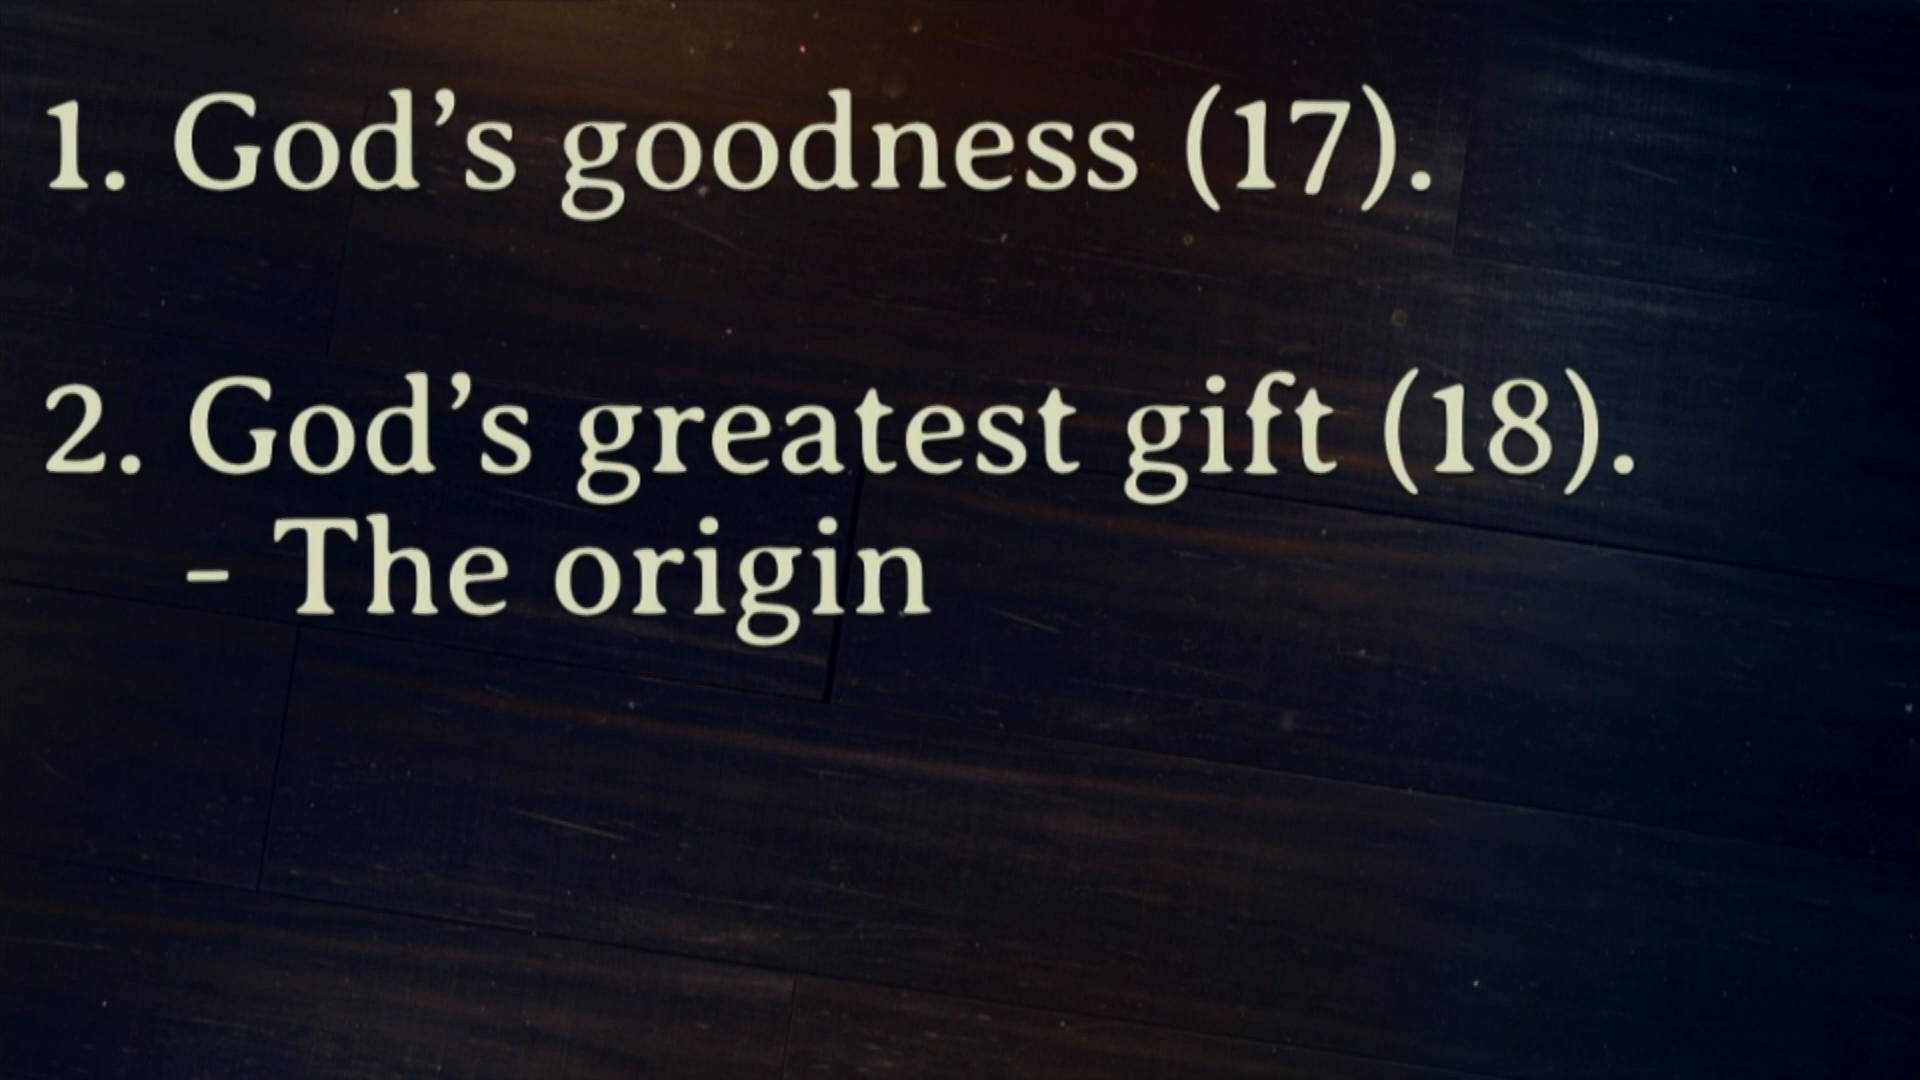 1. God’s goodness (17).
2. God’s greatest gift (18).
- The origin